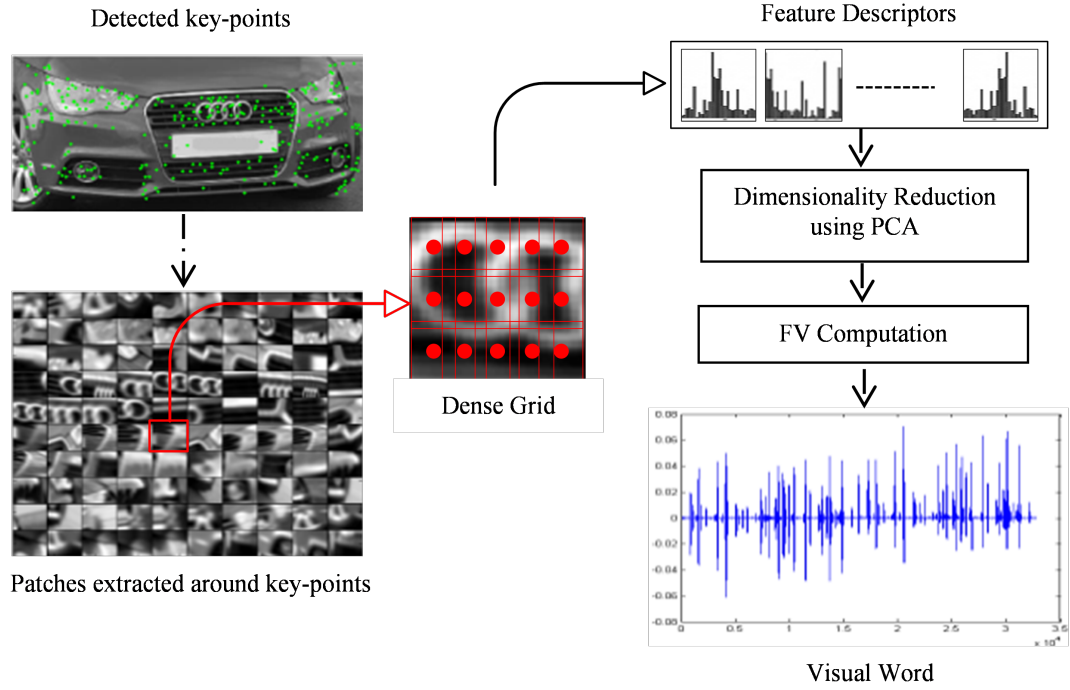 Detected key-points
Patches extracted around key-points
Dense Grid
Feature Descriptors
Dimensionality Reduction
using PCA
FV Computation
0.08
0.06
0.04
0.02
0
-0.02
-0.04
-0.06
-0.08
0 0.5 1 1.5 2 2.5 3 3.5
x 10⁴
Visual Word